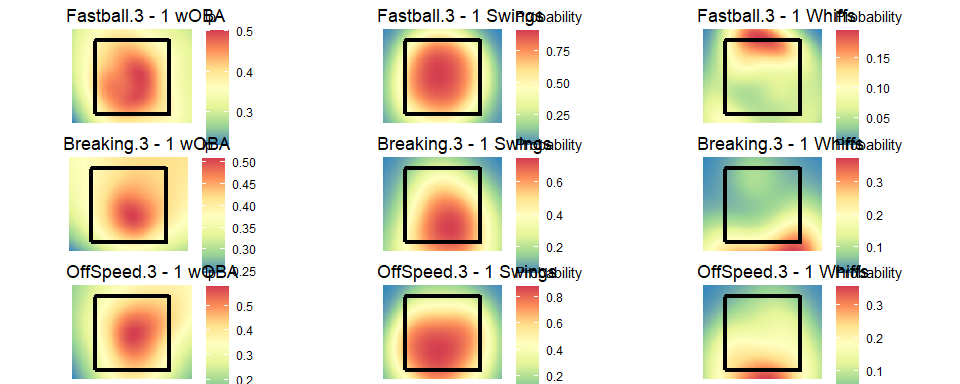 Fastball.3 - 1 wOBA
0.5
0.4
0.3
Fastball.3 - 1 Swings
Probability
0.75
0.50
0.25
Fastball.3 - 1 Whiffs
Probability
0.15
0.10
0.05
Breaking.3 - 1 wOBA
0.50
0.45
0.40
0.35
0.30
0.25
Breaking.3 - 1 Swings
Probability
0.6
0.4
0.2
Breaking.3 - 1 Whiffs
Probability
0.3
0.2
0.1
OffSpeed.3 - 1 wOBA
0.5
0.4
0.3
0.2
OffSpeed.3 - 1 Swings
Probability
0.8
0.6
0.4
0.2
OffSpeed.3 - 1 Whiffs
Probability
0.3
0.2
0.1